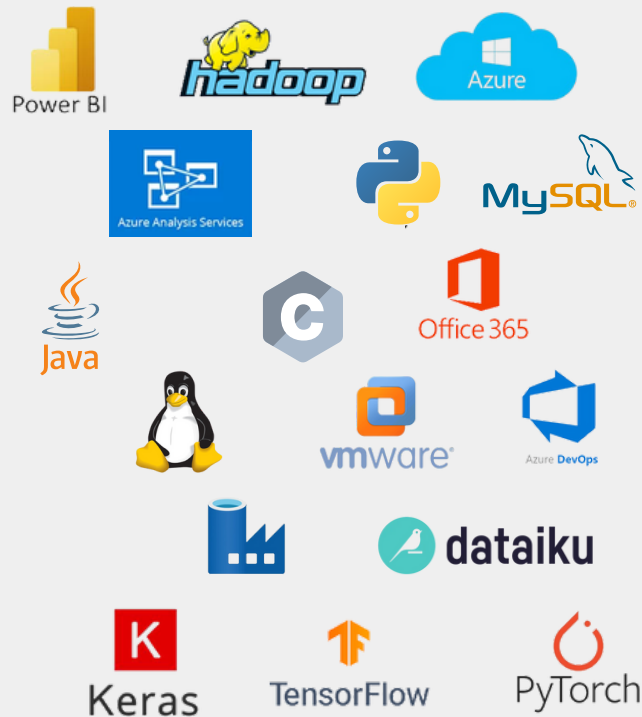 Power BI
hadoop
Azure
Azure Analysis Services
MySQL®
Java
C
Office 365
vmware®
Azure DevOps
dataiku
K
Keras
TensorFlow
PyTorch